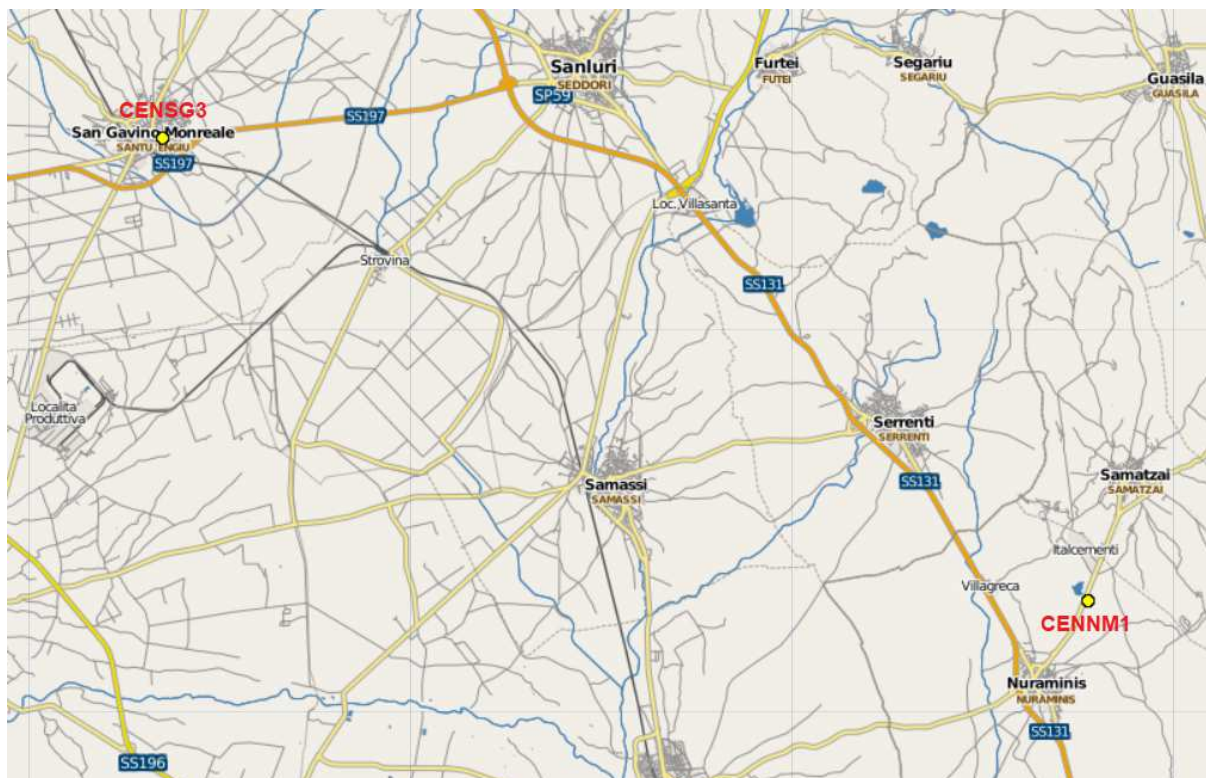 Sanluri
SEDDORI
SP59
Furtei
FUTEI
Segariu
SEGARIU
Guasila
GUASILA
CENSG3
San Gavino Monreale
SANTU ENGIU
SS197
SS197
Loc. Villasanta
Strovina
SS131
Localita
Produttiva
Serrenti
SERRENTI
Samassi
SAMASSI
SS131
Samatzai
SAMATZAI
Italcementi
Villagreca
CENNM1
Nuraminis
NURAMINIS
SS131
SS196